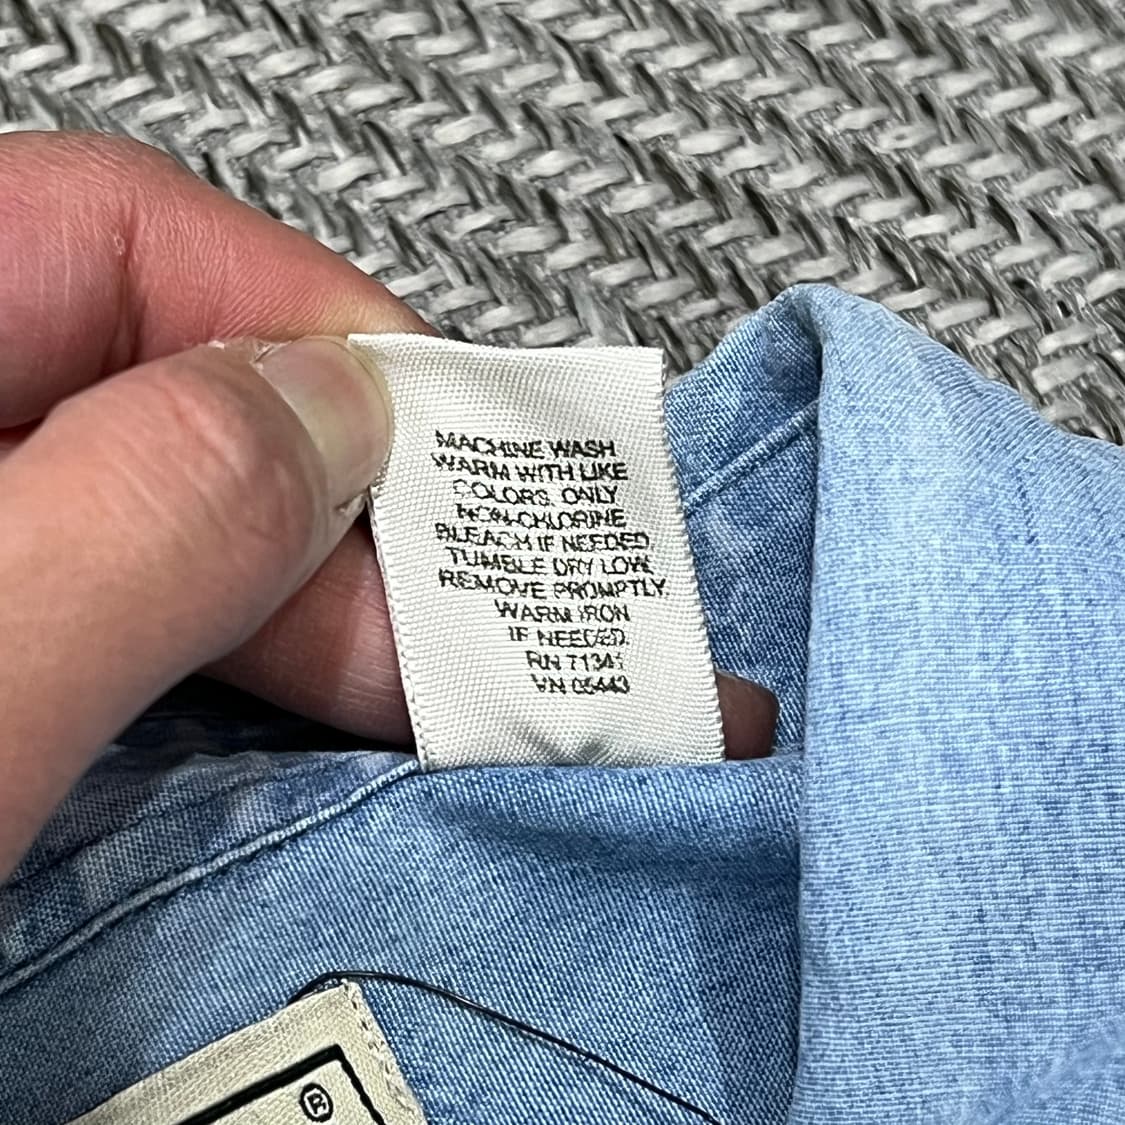 MACHINE WASH
WARM WITH LIKE
COLORS. ONLY
NON-CHLORINE
BLEACH IF NEEDED.
TUMBLE DRY LOW.
REMOVE PROMPTLY.
WARM IRON
IF NEEDED.
RN 71341
VN 05443
®